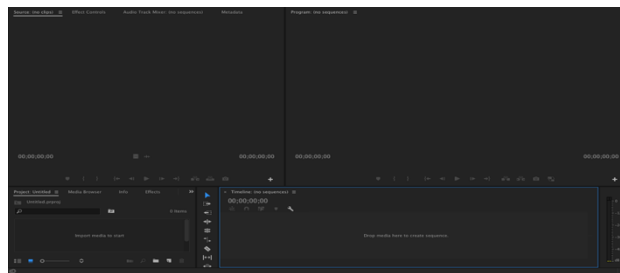 Source: (no clips)
Effect Controls
Audio Track Mixer: (no sequences)
Metadata
Program: (no sequences)
00;00;00;00
00;00;00;00
00;00;00;00
00;00;00;00
Project: Untitled
Media Browser
Info
Effects
Untitled.prproj
0 Items
Import media to start
Timeline: (no sequences)
00;00;00;00
Drop media here to create sequence.